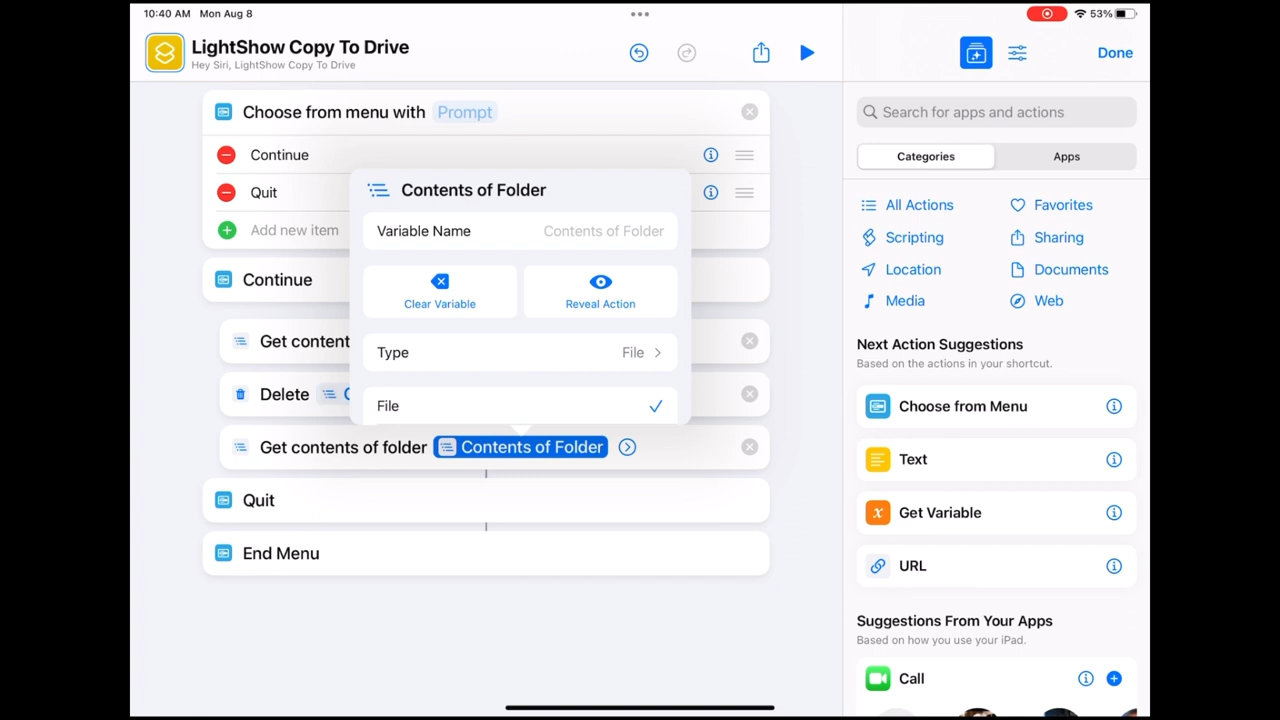 10:40 AM Mon Aug 8
53%
LightShow Copy To Drive
Hey Siri, LightShow Copy To Drive
Done
Choose from menu with Prompt
Continue
Quit
Add new item
Continue
Get content
Delete
Get contents of folder Contents of Folder
Quit
End Menu
Contents of Folder
Variable Name Contents of Folder
Clear Variable Reveal Action
Type File
File
Search for apps and actions
Categories Apps
All Actions Favorites
Scripting Sharing
Location Documents
Media Web
Next Action Suggestions
Based on the actions in your shortcut.
Choose from Menu
Text
x Get Variable
URL
Suggestions From Your Apps
Based on how you use your iPad.
Call